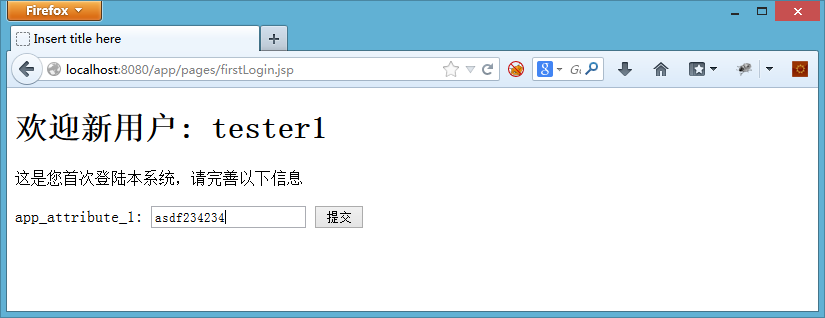 Firefox
Insert title here
localhost:8080/app/pages/firstLogin.jsp
欢迎新用户: tester1
这是您首次登陆本系统，请完善以下信息
app_attribute_1: asdf234234 提交